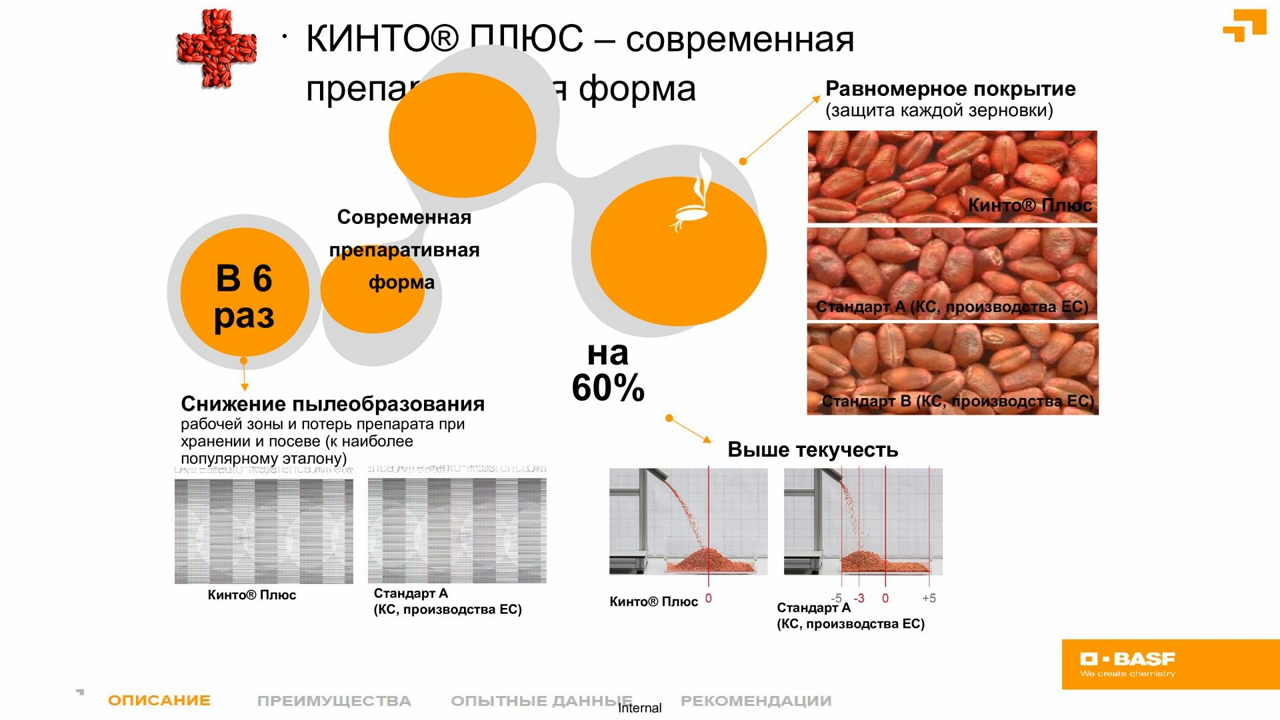 • КИНТО® ПЛЮС – современная
форма
Равномерное покрытие
(защита каждой зерновки)
Кинто® Плюс
Стандарт А (КС, производства ЕС)
Стандарт В (КС, производства ЕС)
Современная
препаративная
форма
В 6
раз
на
60%
Снижение пылеобразования
рабочей зоны и потерь препарата при
хранении и посеве (к наиболее
популярному эталону)
Выше текучесть
Кинто® Плюс
Стандарт А
(КС, производства ЕС)
Кинто® Плюс 0
-5 -3 0 +5
Стандарт А
(КС, производства ЕС)
BASF
We create chemistry
ОПИСАНИЕ ПРЕИМУЩЕСТВА ОПЫТНЫЕ ДАННЫЕ РЕКОМЕНДАЦИИ
Internal